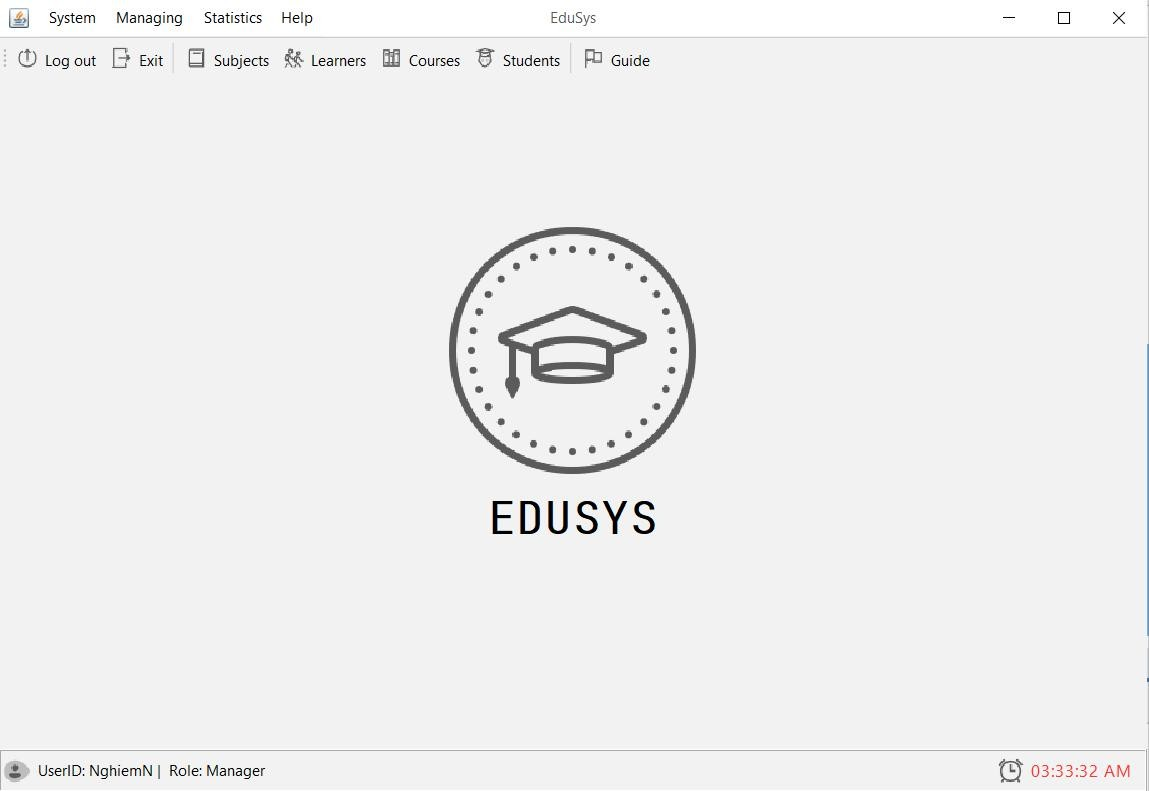 System Managing Statistics Help EduSys
Log out Exit Subjects Learners Courses Students Guide
EDUSYS
UserID: NghiemN | Role: Manager 03:33:32 AM